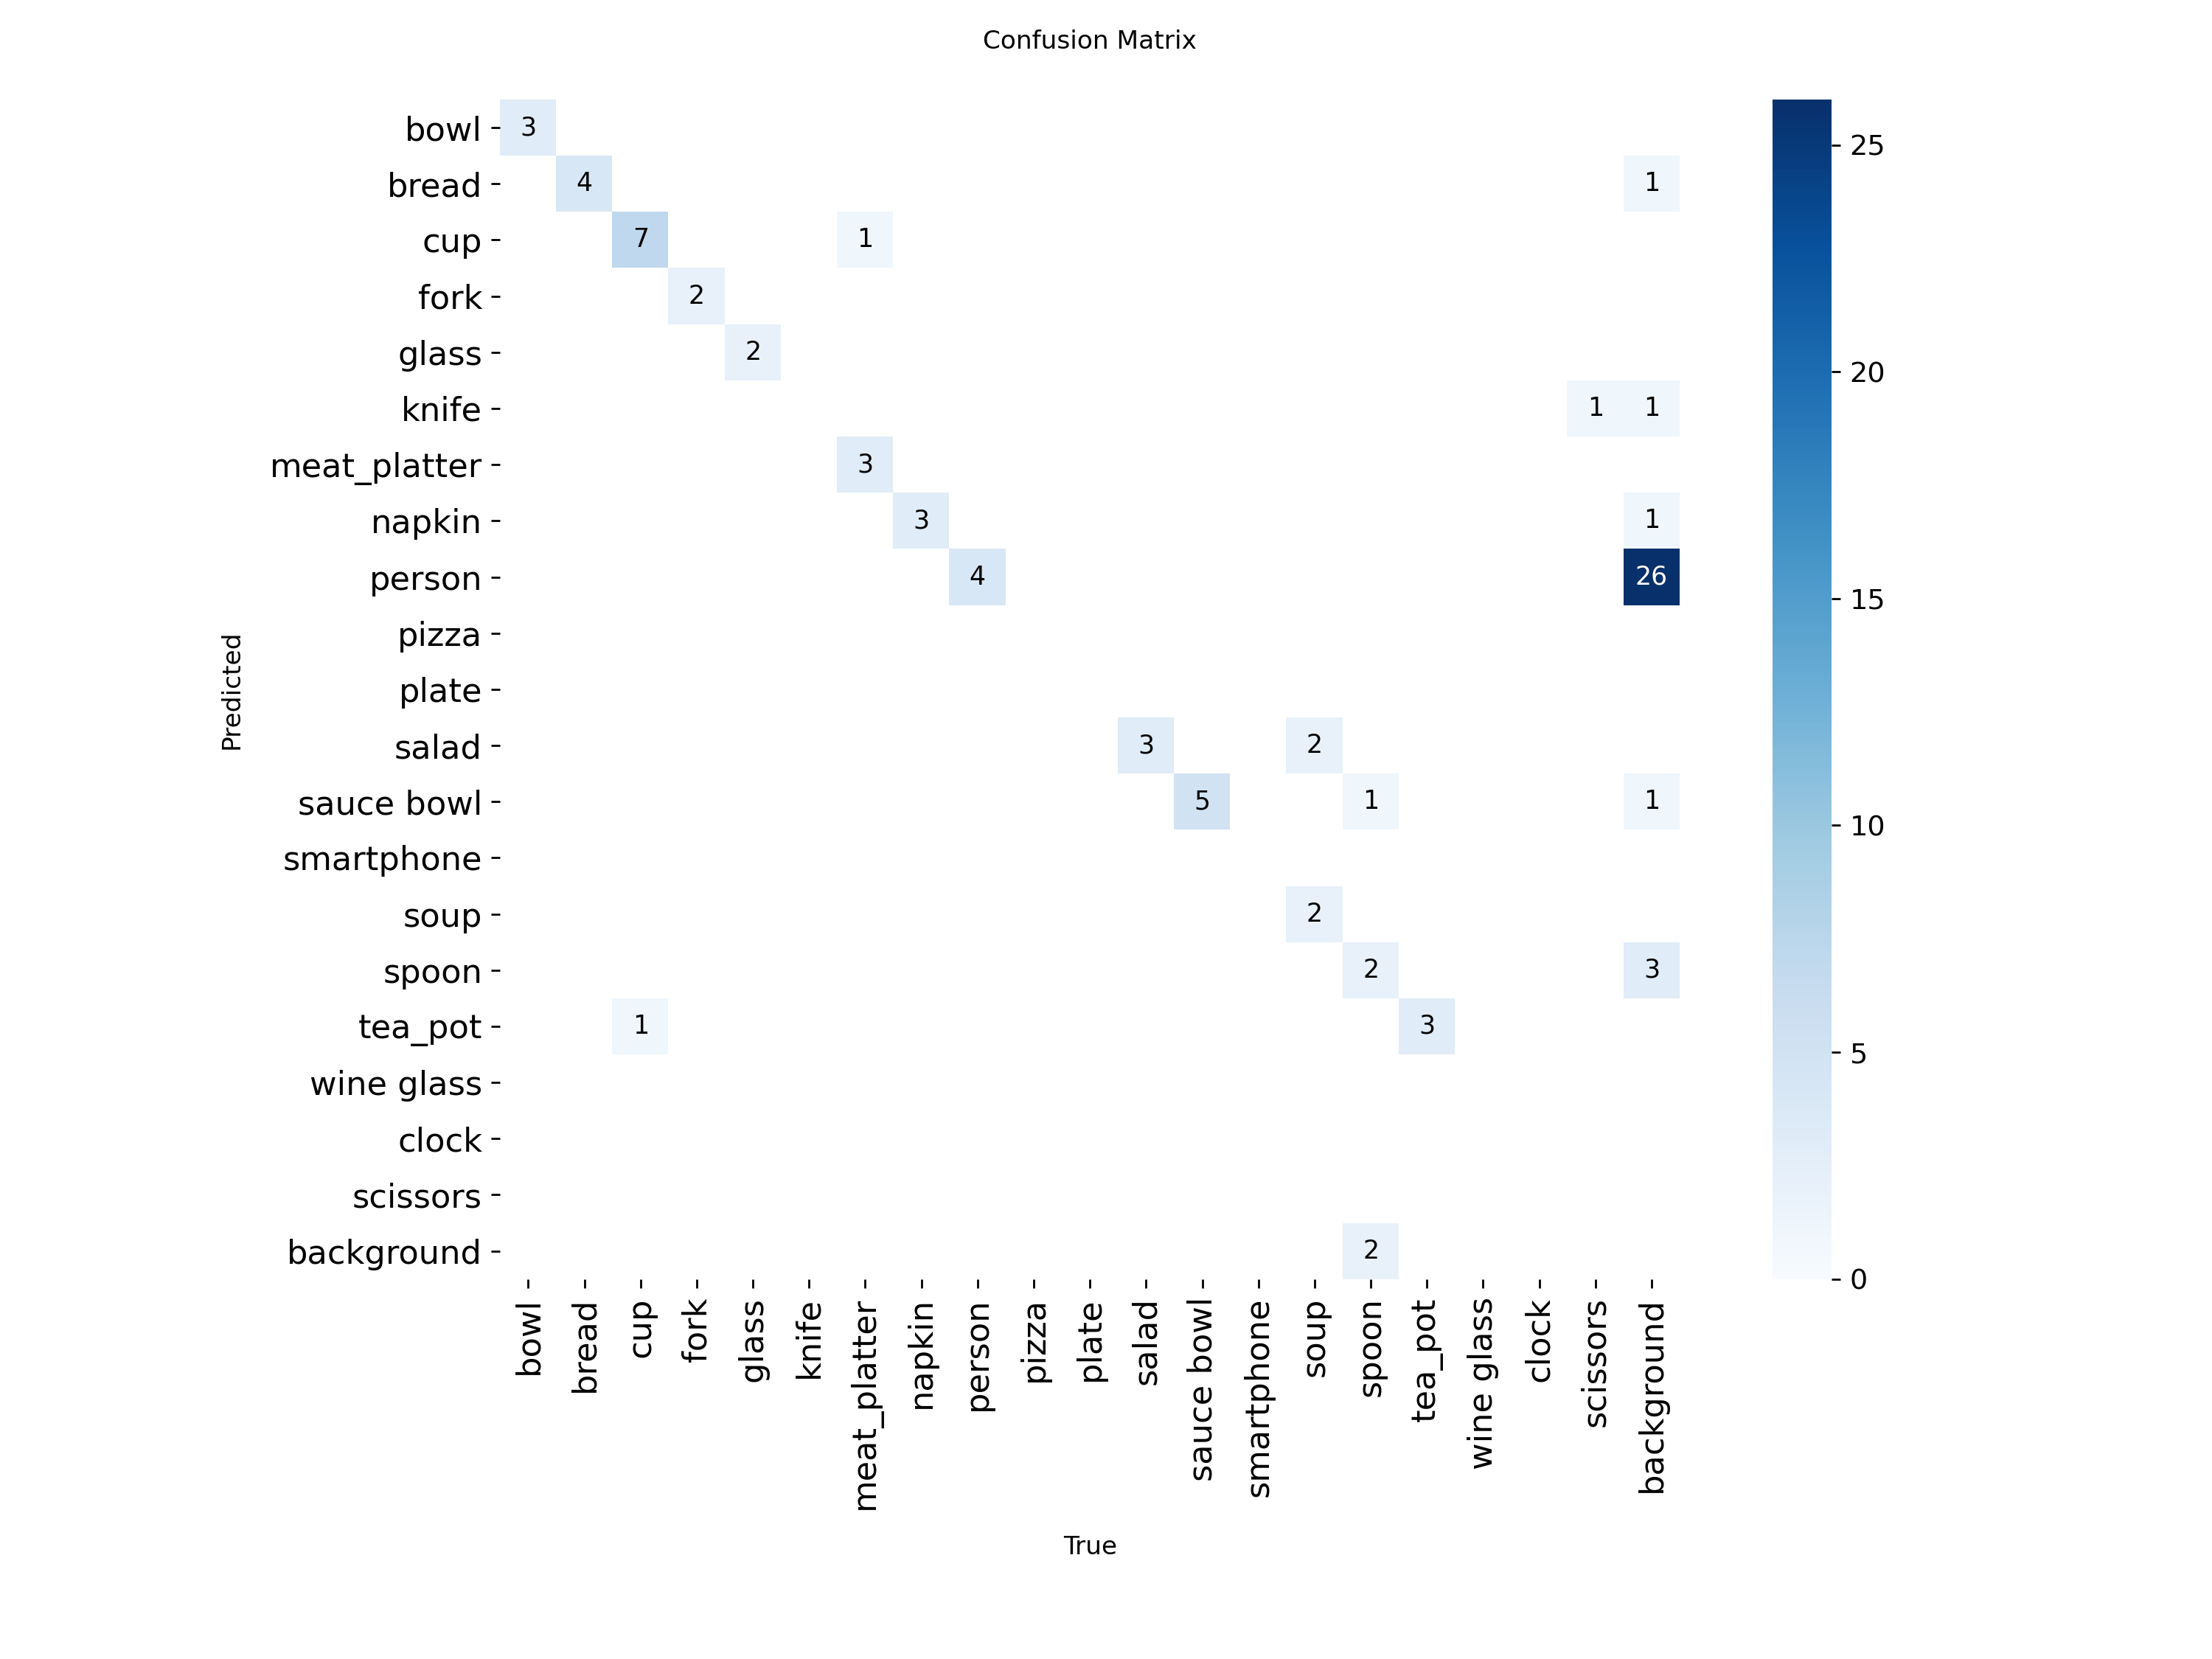 Confusion Matrix
bowl 3
bread 4 1
cup 7 1
fork 2
glass 2
knife 1 1
meat_platter 3
napkin 3 1
person 4 26
pizza
plate
salad 3 2
sauce bowl 5 1 1
smartphone
soup 2
spoon 2 3
tea_pot 1 3
wine glass
clock
scissors
background 2
Predicted
bowl
bread
cup
fork
glass
knife
meat_platter
napkin
person
pizza
plate
salad
sauce bowl
smartphone
soup
spoon
tea_pot
wine glass
clock
scissors
background
True
25
20
15
10
5
0